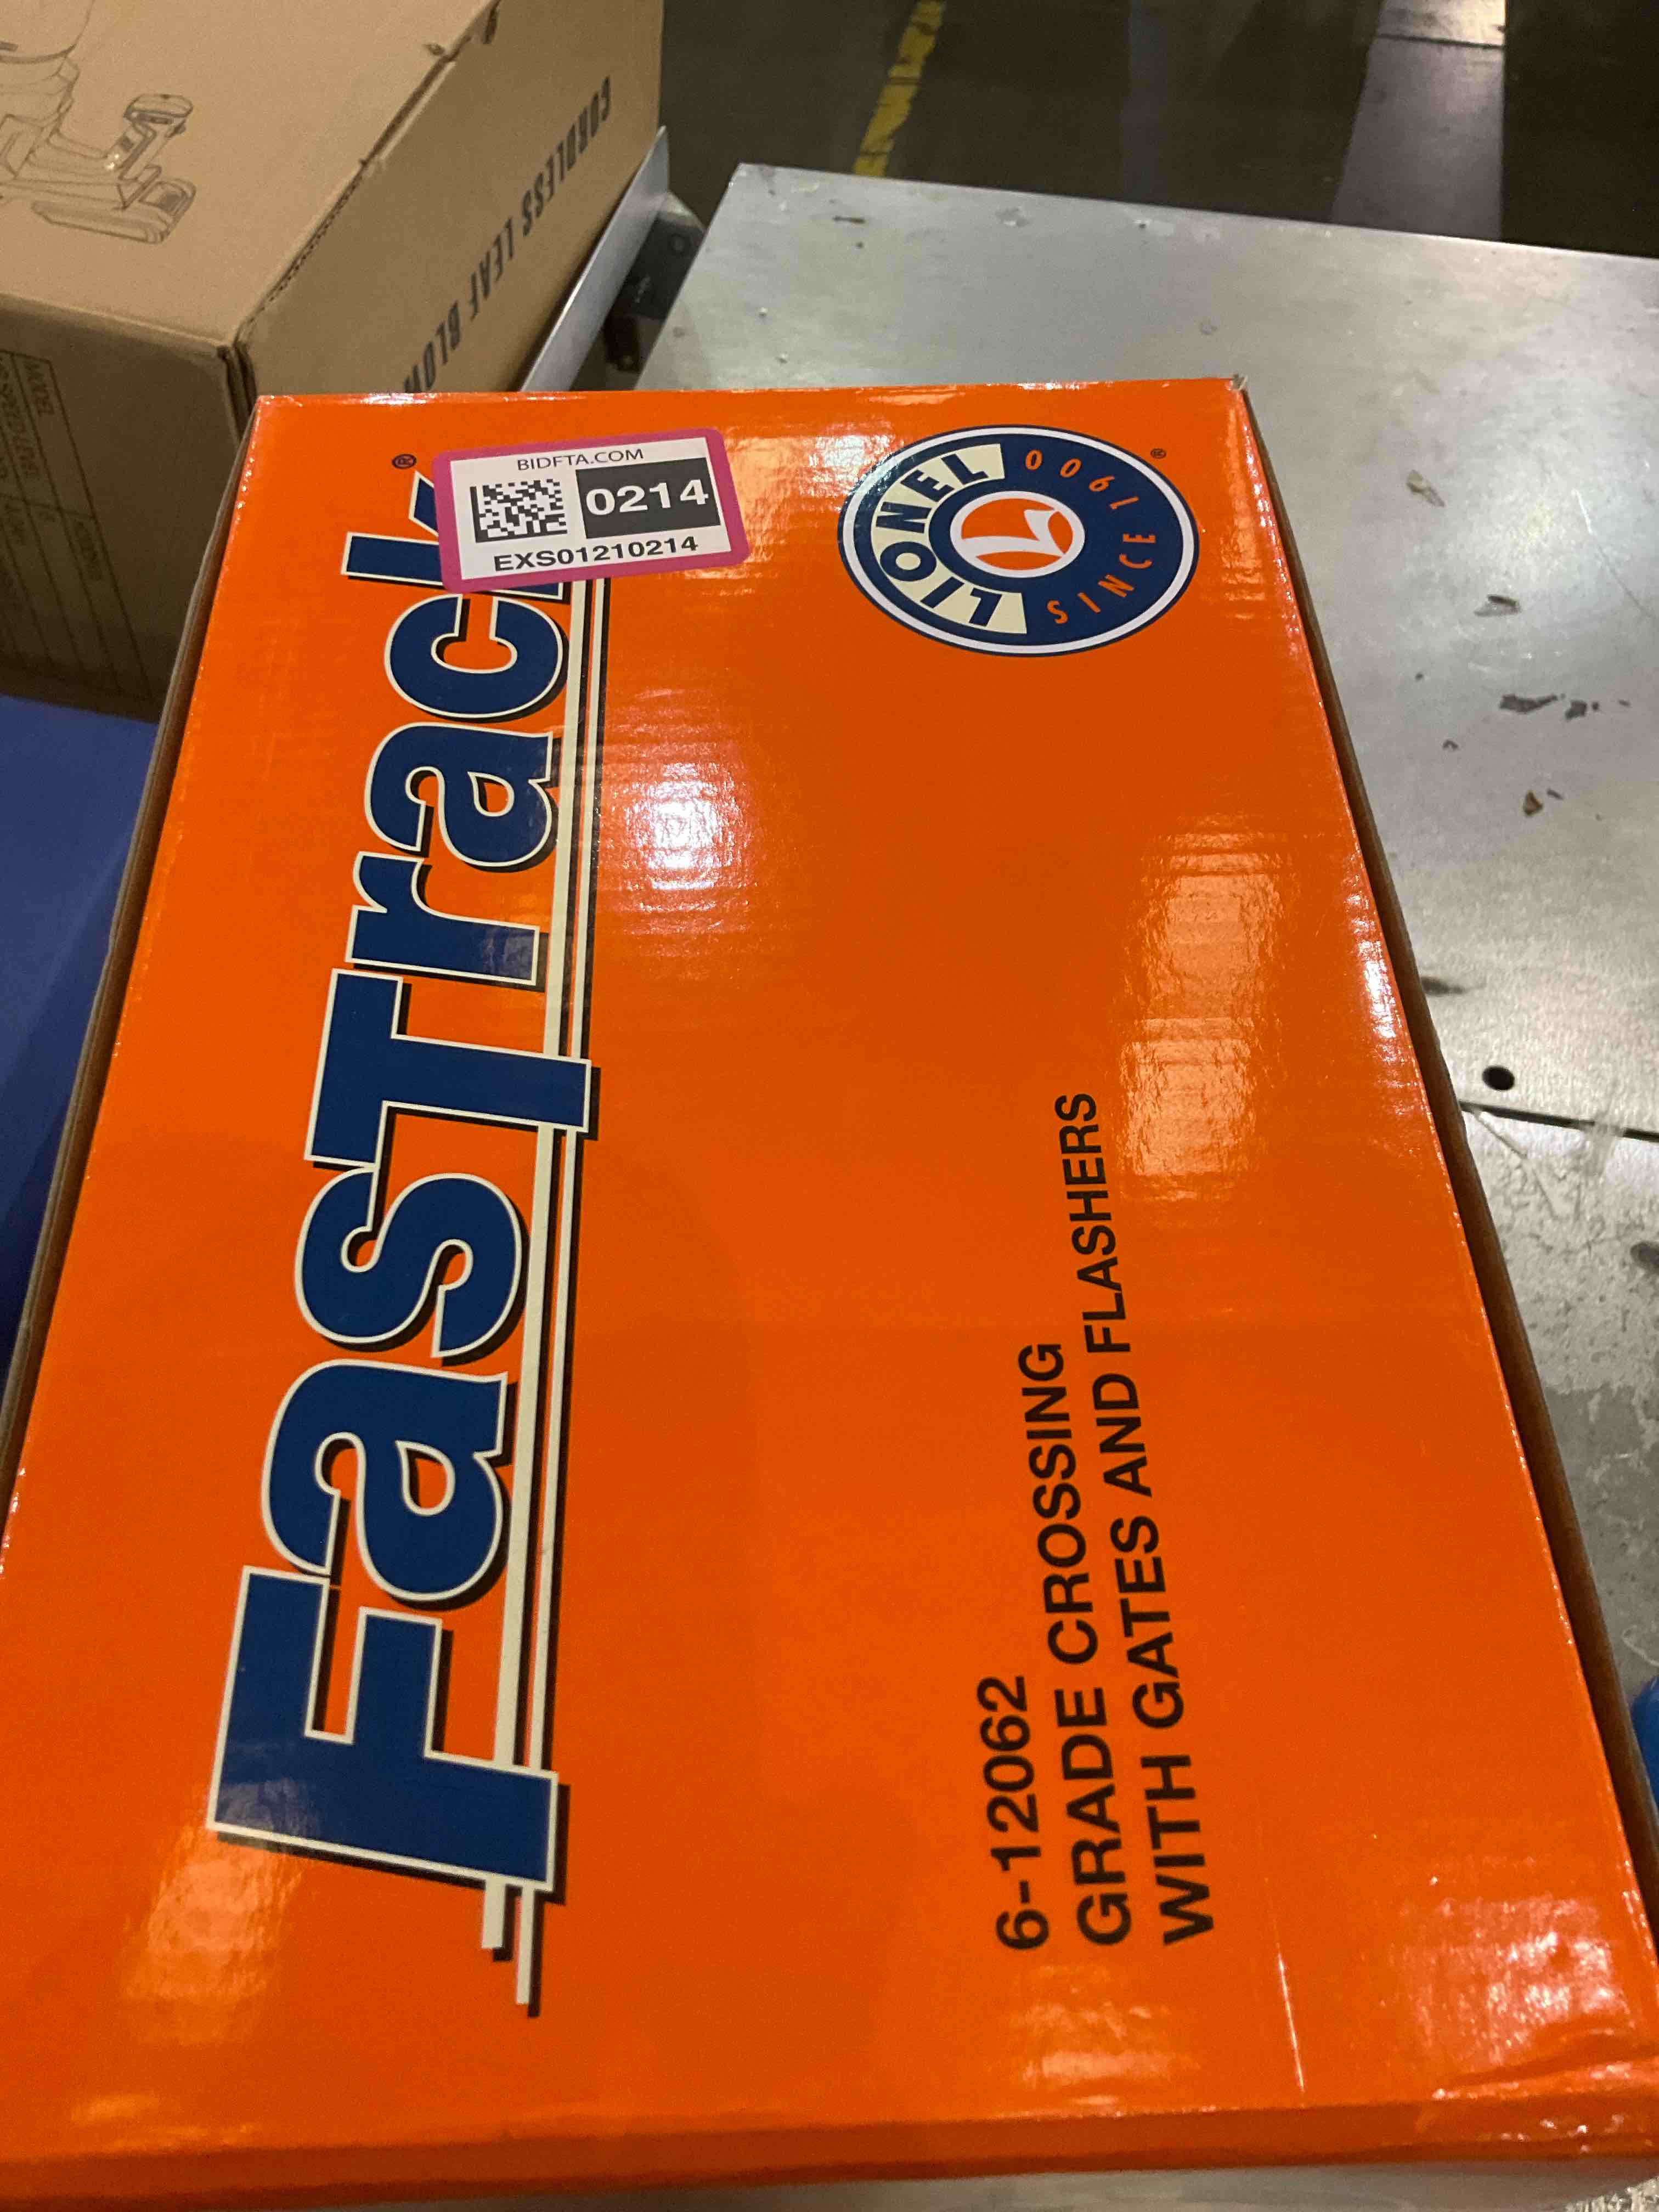 CORDLESS LEAF BLOW
MODEL
BIDFTA.COM
0214
EXS01210214
FasTrack®
LIONEL
SINCE 1900
®
6-12062
GRADE CROSSING
WITH GATES AND FLASHERS